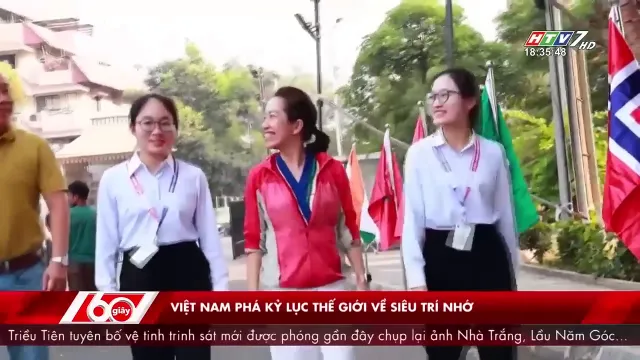 HTV7 HD
18:35:48
60 giây
VIỆT NAM PHÁ KỶ LỤC THẾ GIỚI VỀ SIÊU TRÍ NHỚ
Triều Tiên tuyên bố vệ tinh trinh sát mới được phóng gần đây chụp lại ảnh Nhà Trắng, Lầu Năm Góc...